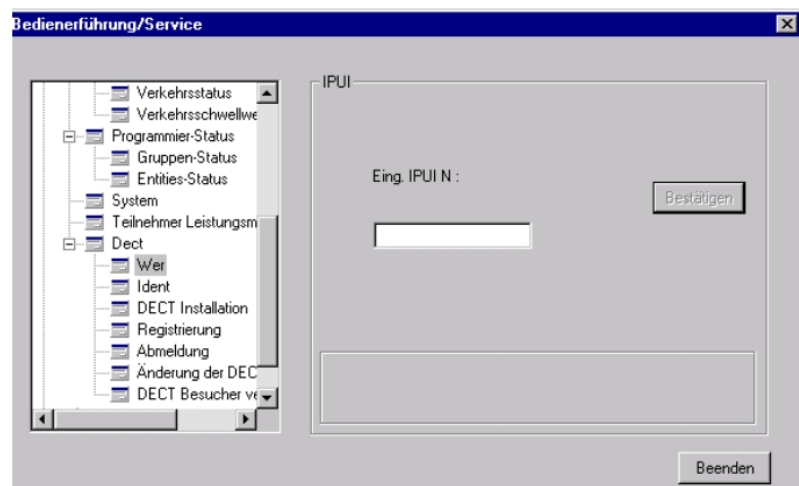 Bedienerführung/Service
Verkehrsstatus
Verkehrsschwellwe
Programmier-Status
Gruppen-Status
Entities-Status
System
Teilnehmer Leistungsm
Dect
Wer
Ident
DECT Installation
Registrierung
Abmeldung
Änderung der DEC
DECT Besucher ve
IPUI
Eing. IPUI N :
Bestätigen
Beenden